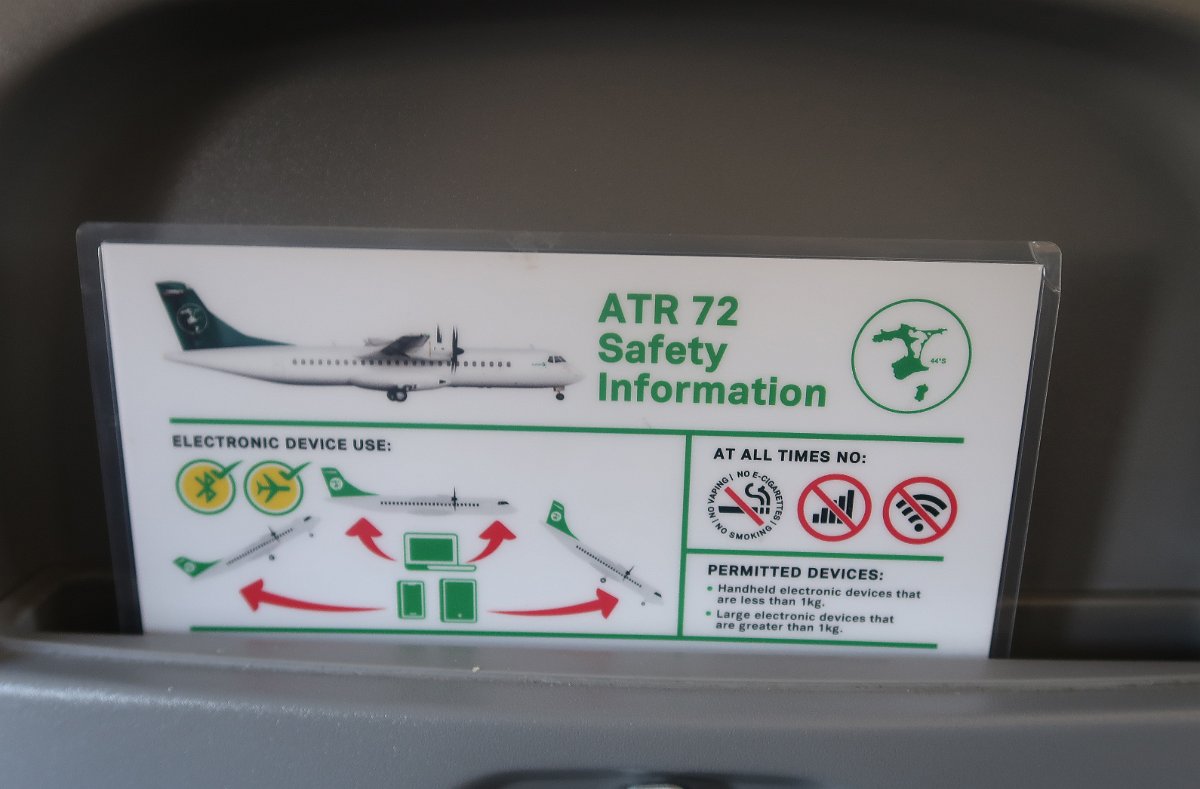 ATR 72
Safety
Information
44°S
ELECTRONIC DEVICE USE:
AT ALL TIMES NO:
NO VAPING | NO E-CIGARETTES | NO SMOKING |
PERMITTED DEVICES:
• Handheld electronic devices that
are less than 1kg.
• Large electronic devices that
are greater than 1kg.